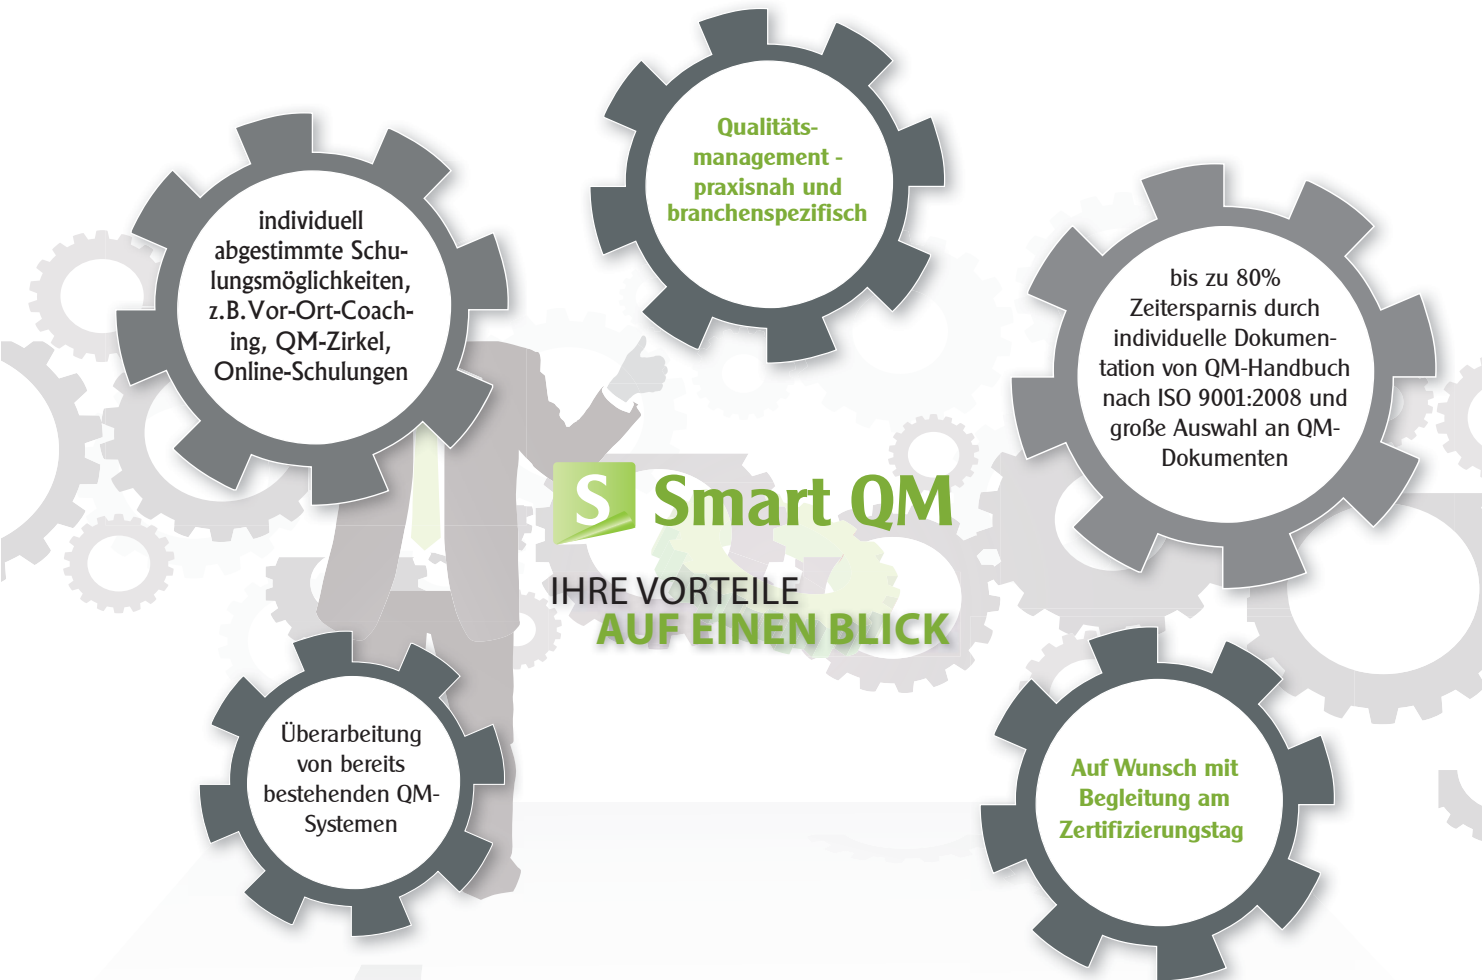 Qualitäts-
management -
praxisnah und
branchenspezifisch
individuell
abgestimmte Schu-
lungsmöglichkeiten,
z.B.Vor-Ort-Coach-
ing, QM-Zirkel,
Online-Schulungen
bis zu 80%
Zeitersparnis durch
individuelle Dokumen-
tation von QM-Handbuch
nach ISO 9001:2008 und
große Auswahl an QM-
Dokumenten
S Smart QM
IHRE VORTEILE
AUF EINEN BLICK
Überarbeitung
von bereits
bestehenden QM-
Systemen
Auf Wunsch mit
Begleitung am
Zertifizierungstag